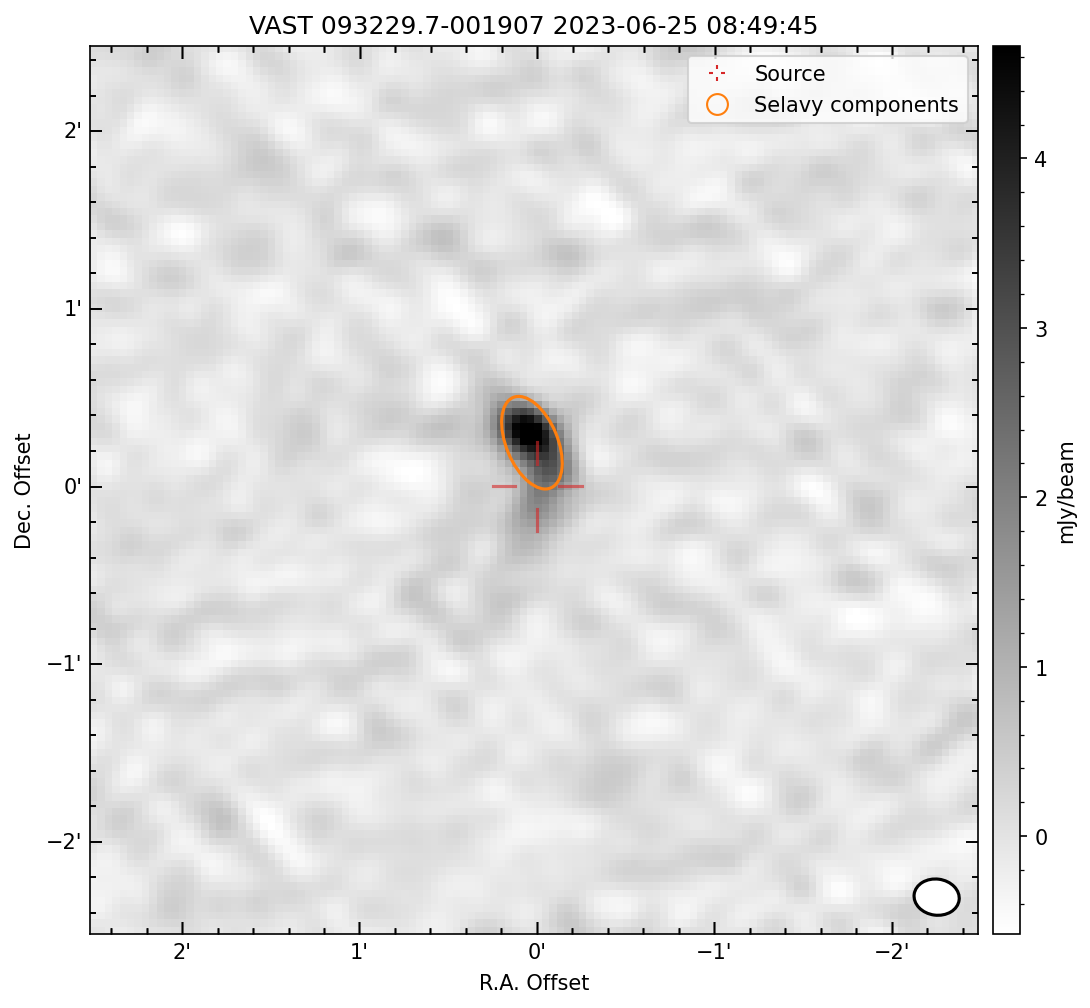 VAST 093229.7-001907 2023-06-25 08:49:45
Source
Selavy components
2'
1'
0'
−1'
−2'
Dec. Offset
2'
1'
0'
−1'
−2'
R.A. Offset
4
3
2
1
0
mJy/beam